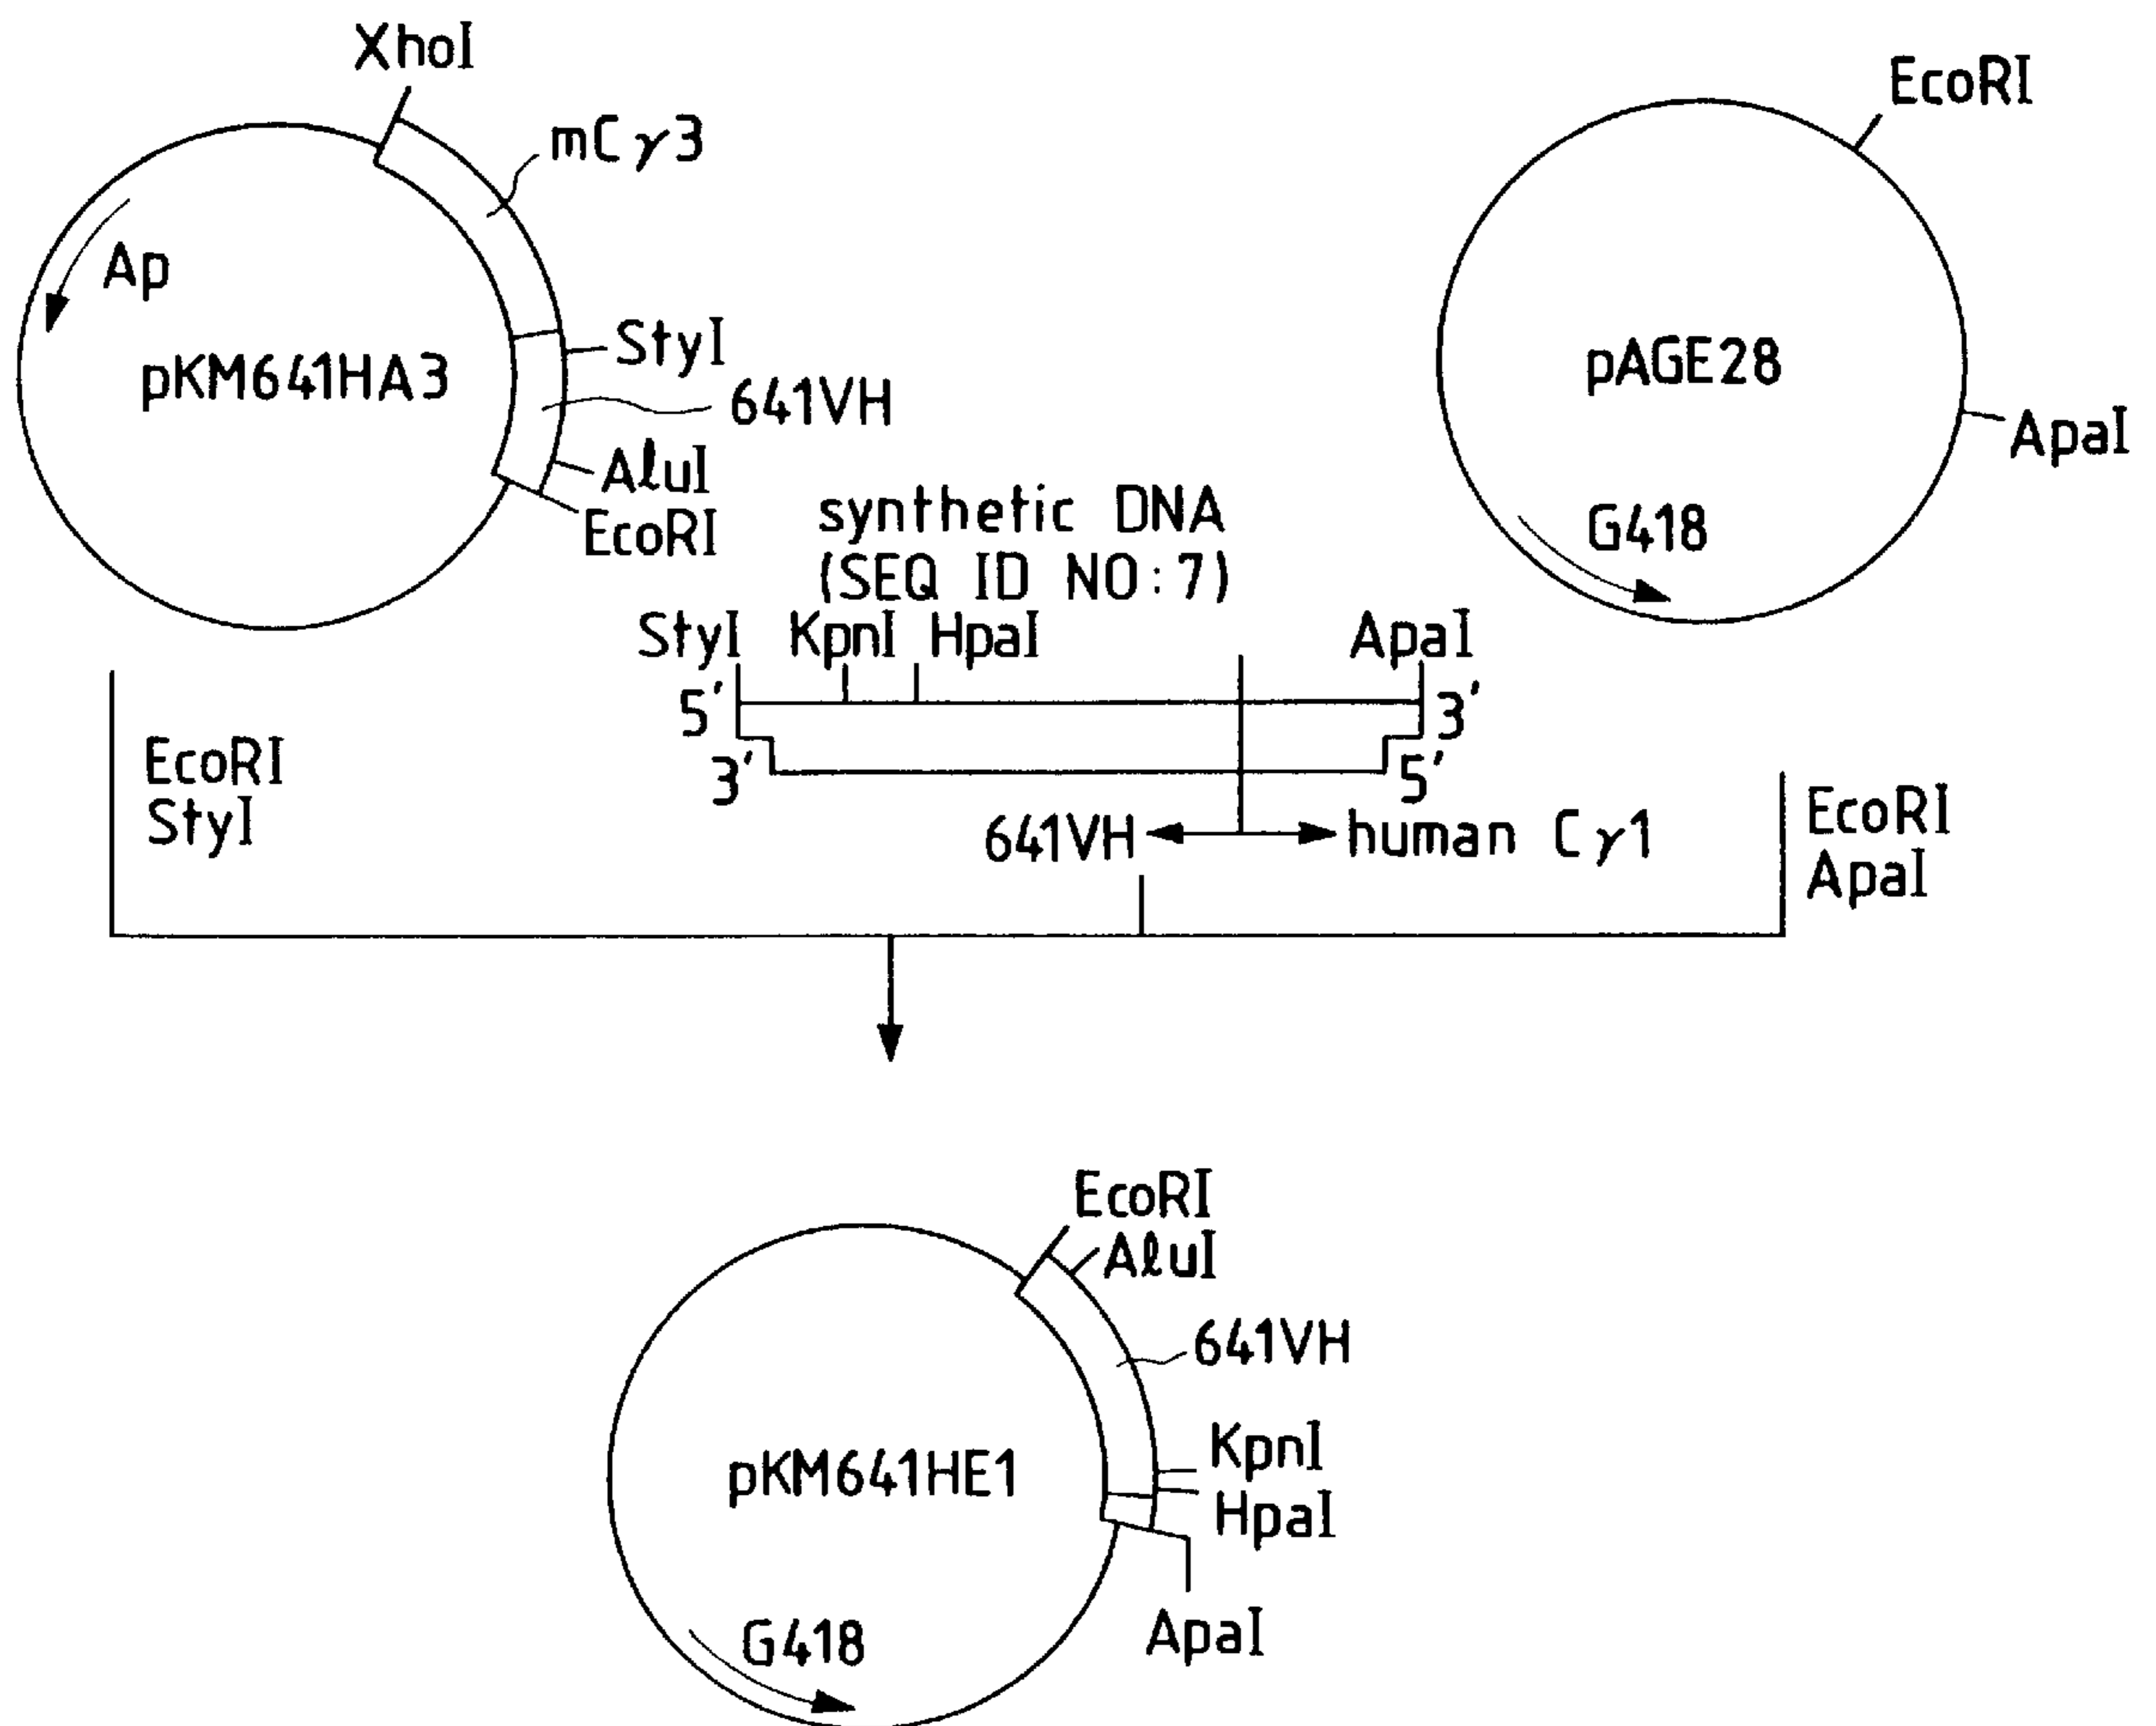 XhoI
mCγ3
Ap
pKM641HA3
StyI
641VH
AluI
EcoRI
EcoRI
pAGE28
ApaI
G418
synthetic DNA
(SEQ ID NO:7)
StyI KpnI HpaI ApaI
5' 3'
3' 5'
EcoRI
StyI
641VH human Cγ1
EcoRI
ApaI
EcoRI
AluI
641VH
pKM641HE1
KpnI
HpaI
ApaI
G418